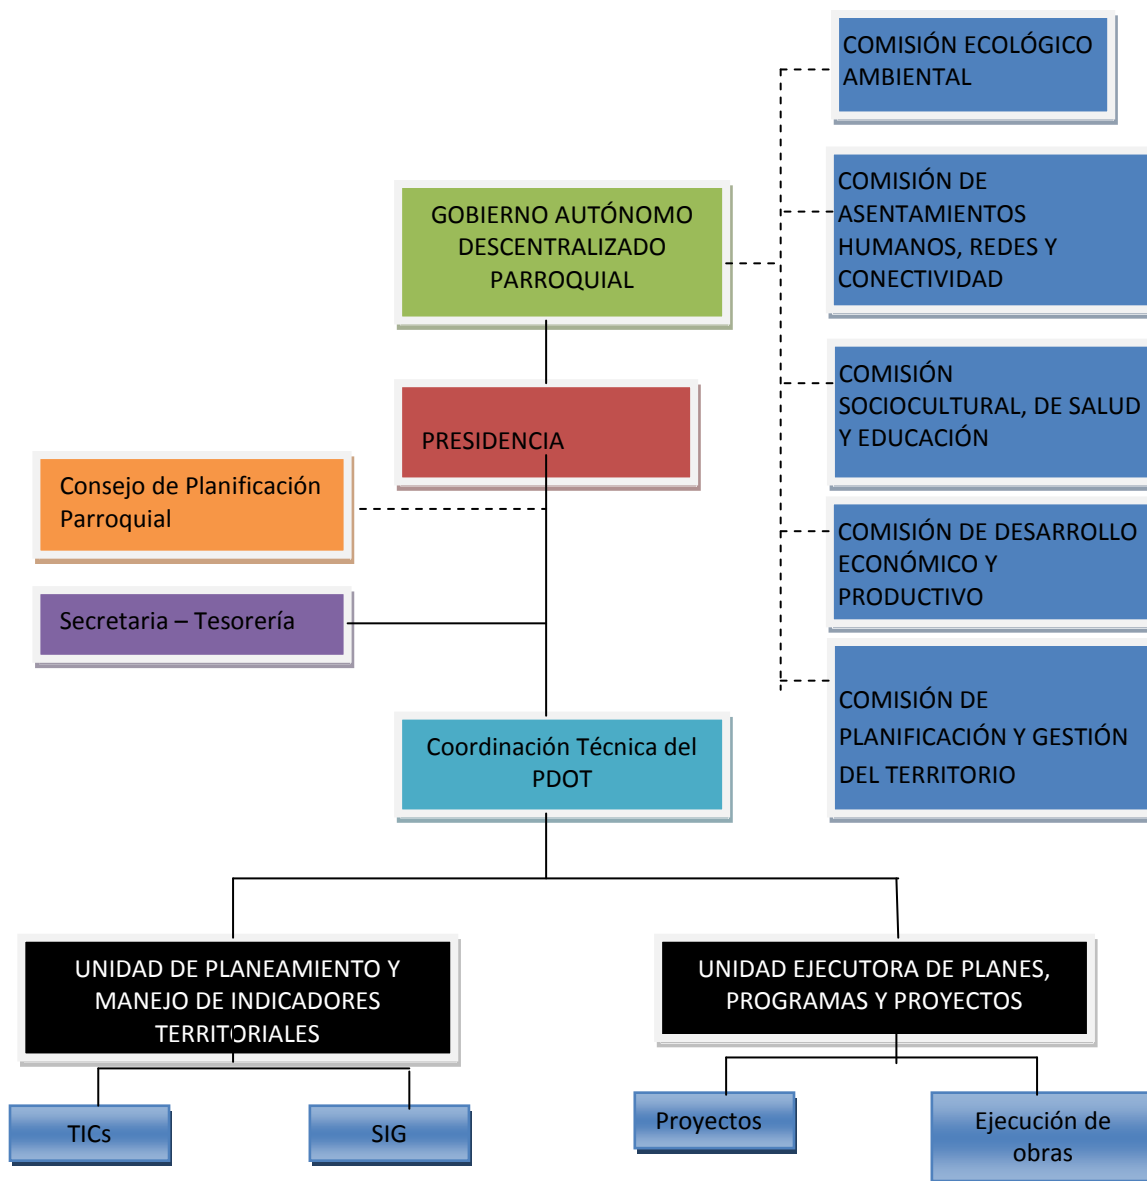 COMISIÓN ECOLÓGICO
AMBIENTAL
COMISIÓN DE
ASENTAMIENTOS
HUMANOS, REDES Y
CONECTIVIDAD
GOBIERNO AUTÓNOMO
DESCENTRALIZADO
PARROQUIAL
COMISIÓN
SOCIOCULTURAL, DE SALUD
Y EDUCACIÓN
PRESIDENCIA
Consejo de Planificación
Parroquial
COMISIÓN DE DESARROLLO
ECONÓMICO Y
PRODUCTIVO
Secretaria – Tesorería
COMISIÓN DE
PLANIFICACIÓN Y GESTIÓN
DEL TERRITORIO
Coordinación Técnica del
PDOT
UNIDAD DE PLANEAMIENTO Y
MANEJO DE INDICADORES
TERRITORIALES
UNIDAD EJECUTORA DE PLANES,
PROGRAMAS Y PROYECTOS
TICs
SIG
Proyectos
Ejecución de
obras